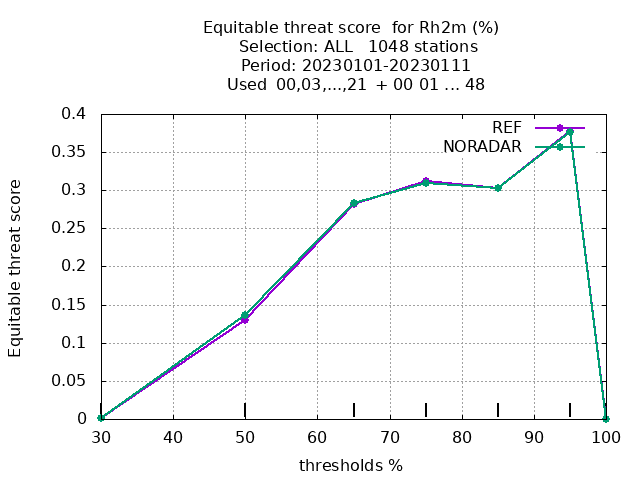 Equitable threat score  for Rh2m (%)
Selection: ALL   1048 stations
Period: 20230101-20230111
Used  00,03,...,21  + 00 01 ... 48
REF
NORADAR
0.4
0.35
0.3
0.25
0.2
0.15
0.1
0.05
0
Equitable threat score
30 40 50 60 70 80 90 100
thresholds %